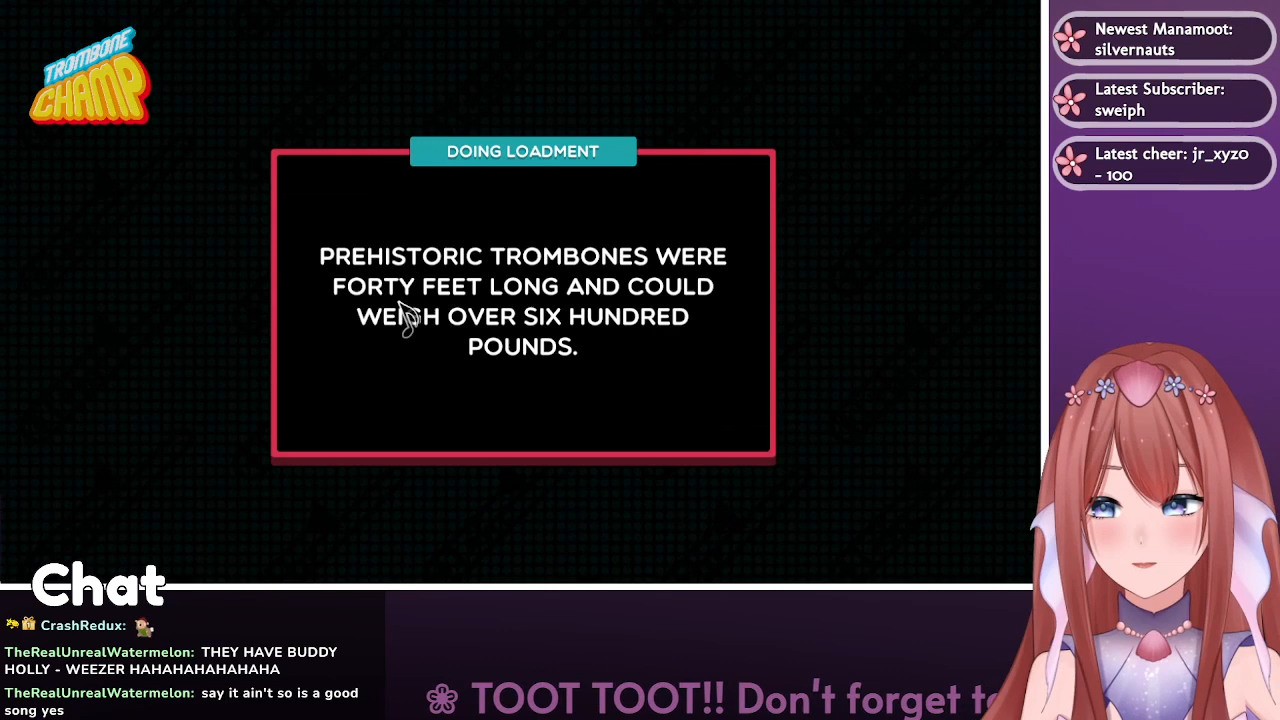 TROMBONE
CHAMP
DOING LOADMENT
PREHISTORIC TROMBONES WERE
FORTY FEET LONG AND COULD
WEIGH OVER SIX HUNDRED
POUNDS.
Newest Manamoot:
silvernauts
Latest Subscriber:
sweiph
Latest cheer: jr_xyz0
- 100
Chat
CrashRedux:
TheRealUnrealWatermelon: THEY HAVE BUDDY
HOLLY - WEEZER HAHAHAHAHAHAHA
TheRealUnrealWatermelon: say it ain't so is a good
song yes
TOOT TOOT!! Don't forget to